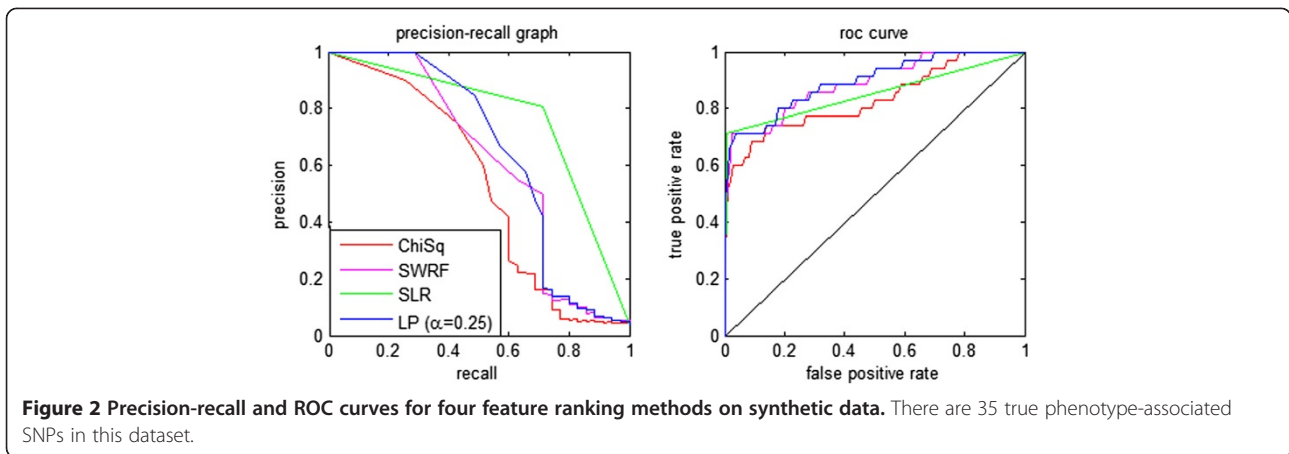 precision-recall graph
1
0.8
0.6
0.4
0.2
0
precision
ChiSq
SWRF
SLR
LP (α=0.25)
0 0.2 0.4 0.6 0.8 1
recall
roc curve
1
0.8
0.6
0.4
0.2
0
true positive rate
0 0.2 0.4 0.6 0.8 1
false positive rate
Figure 2 Precision-recall and ROC curves for four feature ranking methods on synthetic data. There are 35 true phenotype-associated
SNPs in this dataset.